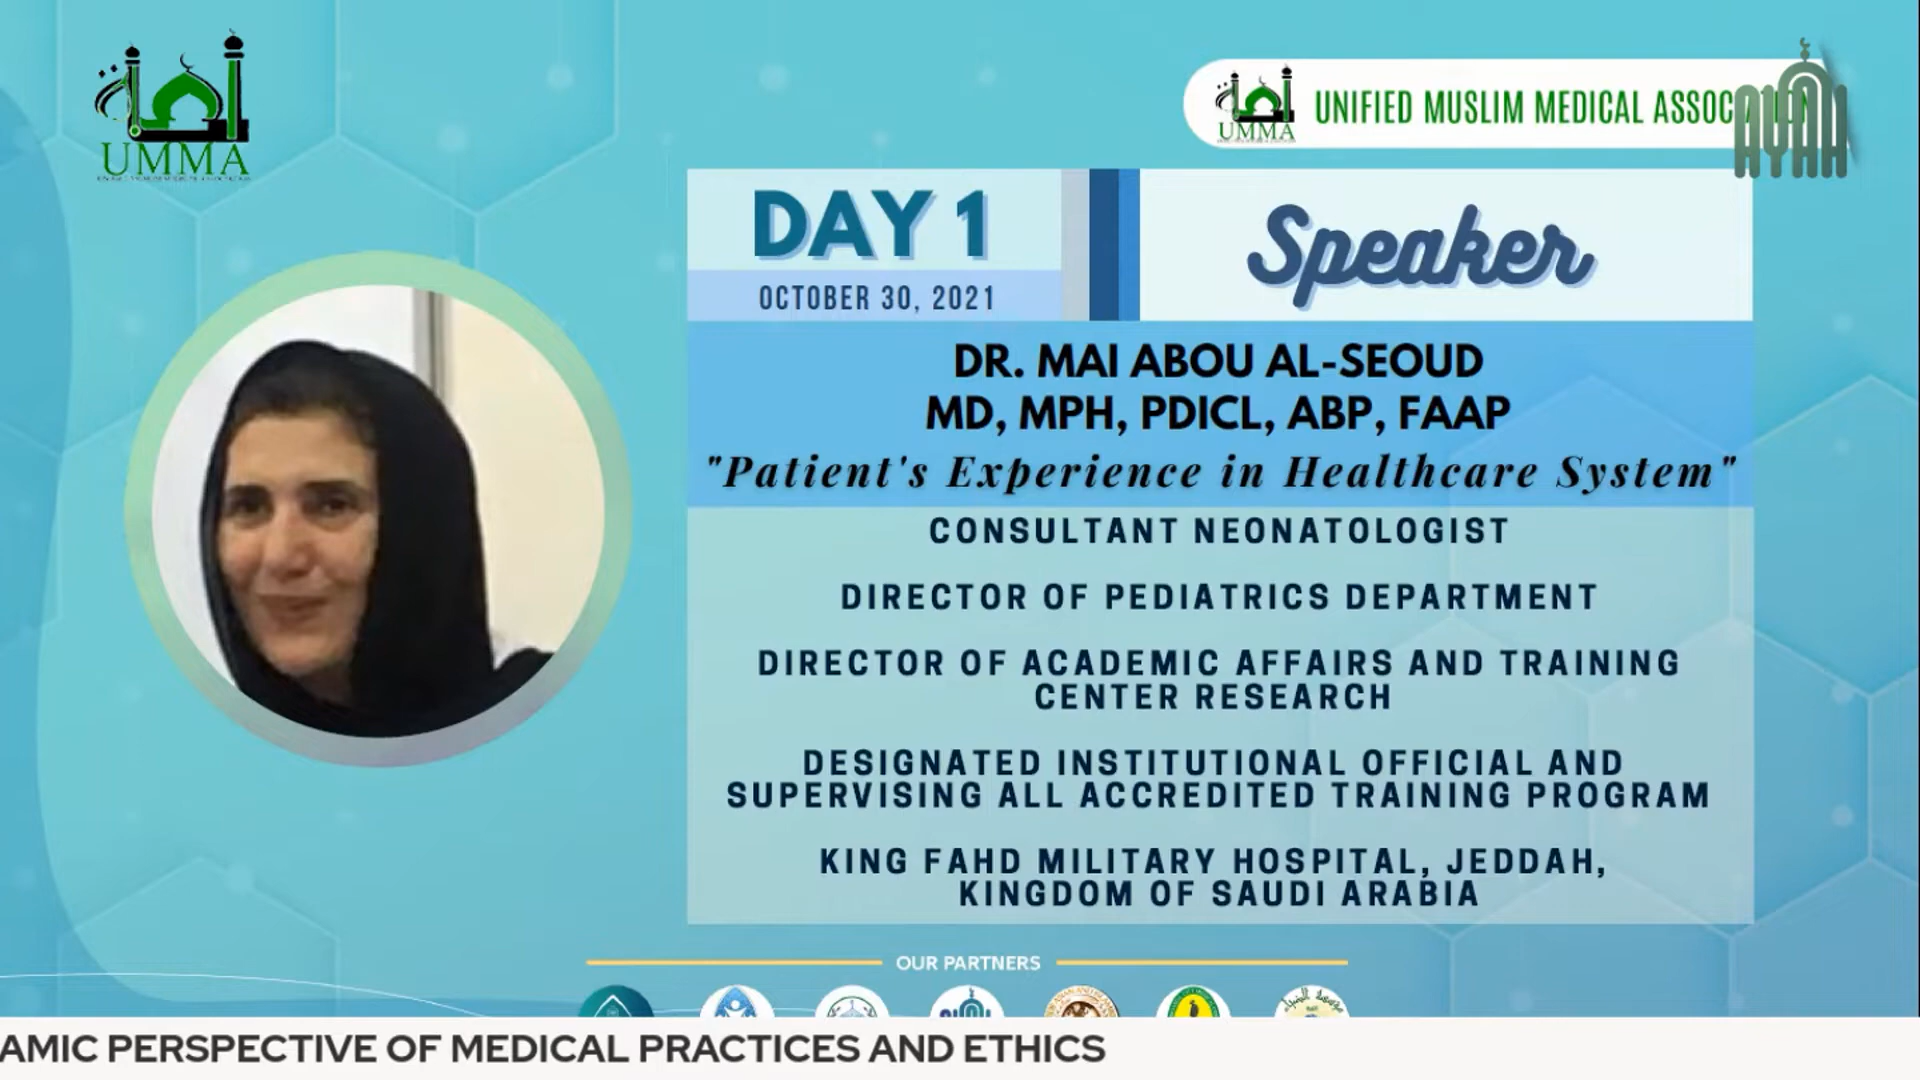 UMMA
UMMA
UNIFIED MUSLIM MEDICAL ASSOC
AYAH
DAY 1
OCTOBER 30, 2021
Speaker
DR. MAI ABOU AL-SEOUD
MD, MPH, PDICL, ABP, FAAP
"Patient's Experience in Healthcare System"
CONSULTANT NEONATOLOGIST
DIRECTOR OF PEDIATRICS DEPARTMENT
DIRECTOR OF ACADEMIC AFFAIRS AND TRAINING
CENTER RESEARCH
DESIGNATED INSTITUTIONAL OFFICIAL AND
SUPERVISING ALL ACCREDITED TRAINING PROGRAM
KING FAHD MILITARY HOSPITAL, JEDDAH,
KINGDOM OF SAUDI ARABIA
OUR PARTNERS
AMIC PERSPECTIVE OF MEDICAL PRACTICES AND ETHICS